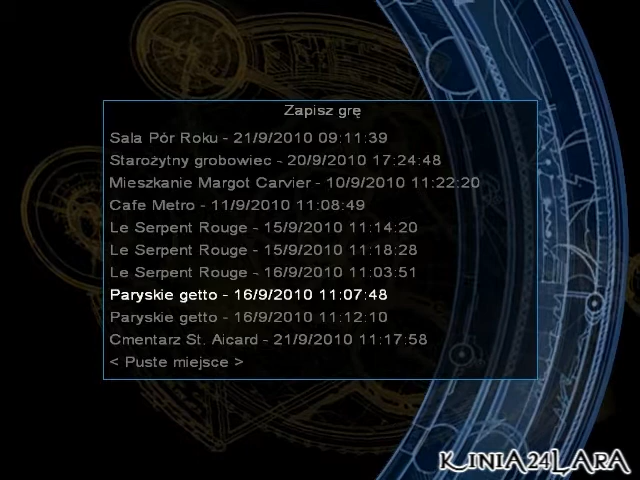 Zapisz grę
Sala Pór Roku - 21/9/2010 09:11:39
Starożytny grobowiec - 20/9/2010 17:24:48
Mieszkanie Margot Carvier - 10/9/2010 11:22:20
Cafe Metro - 11/9/2010 11:08:49
Le Serpent Rouge - 15/9/2010 11:14:20
Le Serpent Rouge - 15/9/2010 11:18:28
Le Serpent Rouge - 16/9/2010 11:03:51
Paryskie getto - 16/9/2010 11:07:48
Paryskie getto - 16/9/2010 11:12:10
Cmentarz St. Aicard - 21/9/2010 11:17:58
< Puste miejsce >
KINIA24LARA